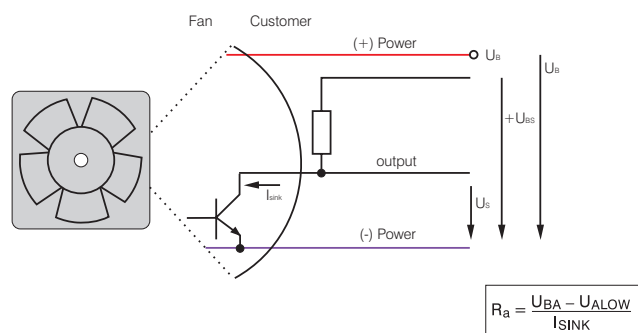 Fan Customer
(+) Power
UB
UB
+UBS
output
Isink
US
(-) Power
Ra = UBA – UALOW / ISINK